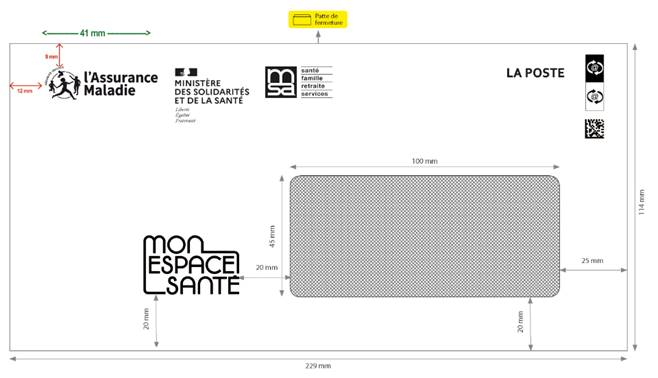 Patte de
fermeture
41 mm
8 mm
12 mm
l'Assurance
Maladie
MINISTÈRE
DES SOLIDARITÉS
ET DE LA SANTÉ
Liberté
Égalité
Fraternité
msa
santé
famille
retraite
services
LA POSTE
100 mm
45 mm
114 mm
MON
ESPACE
SANTÉ
20 mm
25 mm
20 mm
20 mm
229 mm